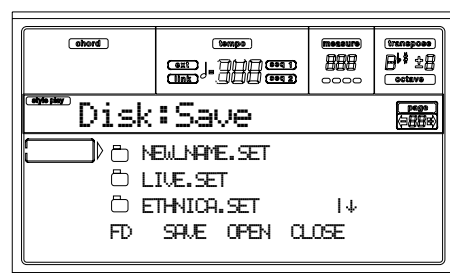 chord tempo measure transpose
ext seq 1
link seq 2
octave
style play
Disk:Save page
NEW_NAME.SET
LIVE.SET
ETHNICA.SET
FD SAVE OPEN CLOSE